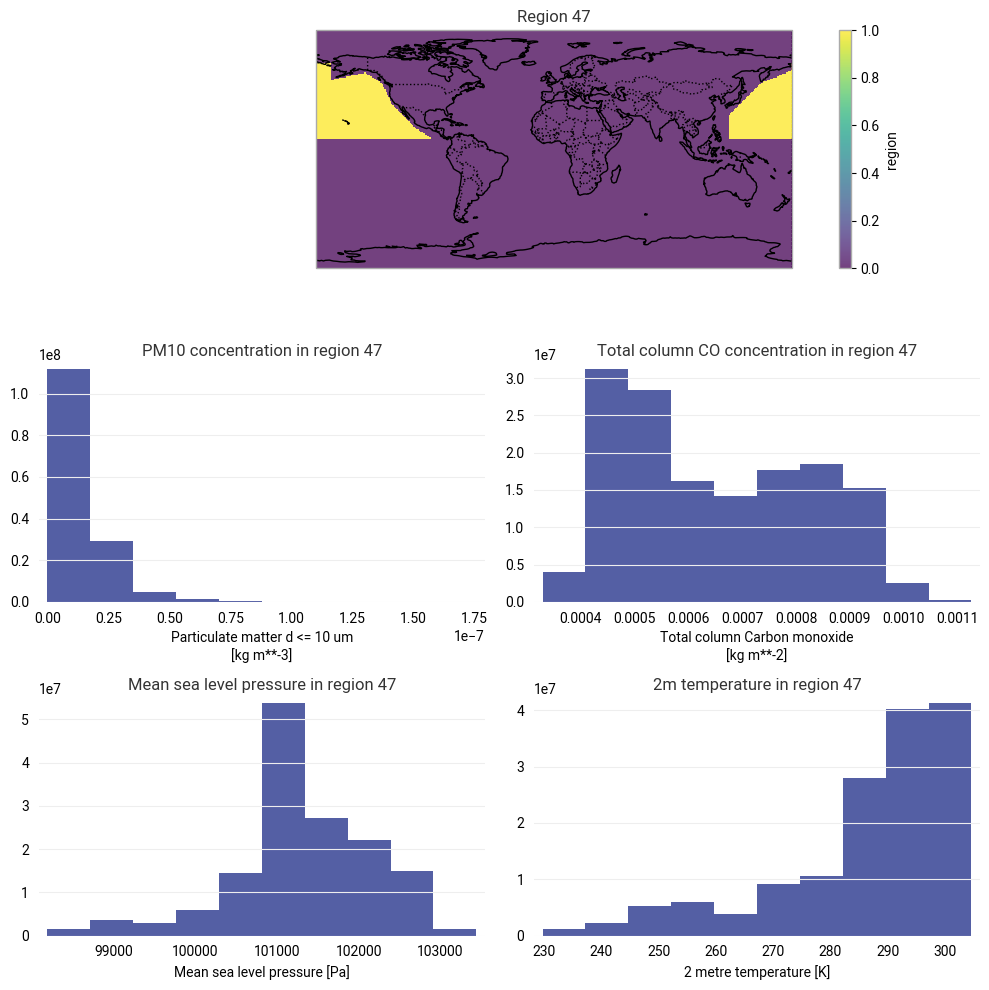 Region 47
1.0
0.8
0.6
0.4
0.2
0.0
region
PM10 concentration in region 47
1e8
1.0
0.8
0.6
0.4
0.2
0.0
0.00 0.25 0.50 0.75 1.00 1.25 1.50 1.75
1e−7
Particulate matter d <= 10 um
[kg m**-3]
Total column CO concentration in region 47
1e7
3.0
2.5
2.0
1.5
1.0
0.5
0.0
0.0004 0.0005 0.0006 0.0007 0.0008 0.0009 0.0010 0.0011
Total column Carbon monoxide
[kg m**-2]
Mean sea level pressure in region 47
1e7
5
4
3
2
1
0
99000 100000 101000 102000 103000
Mean sea level pressure [Pa]
2m temperature in region 47
1e7
4
3
2
1
0
230 240 250 260 270 280 290 300
2 metre temperature [K]